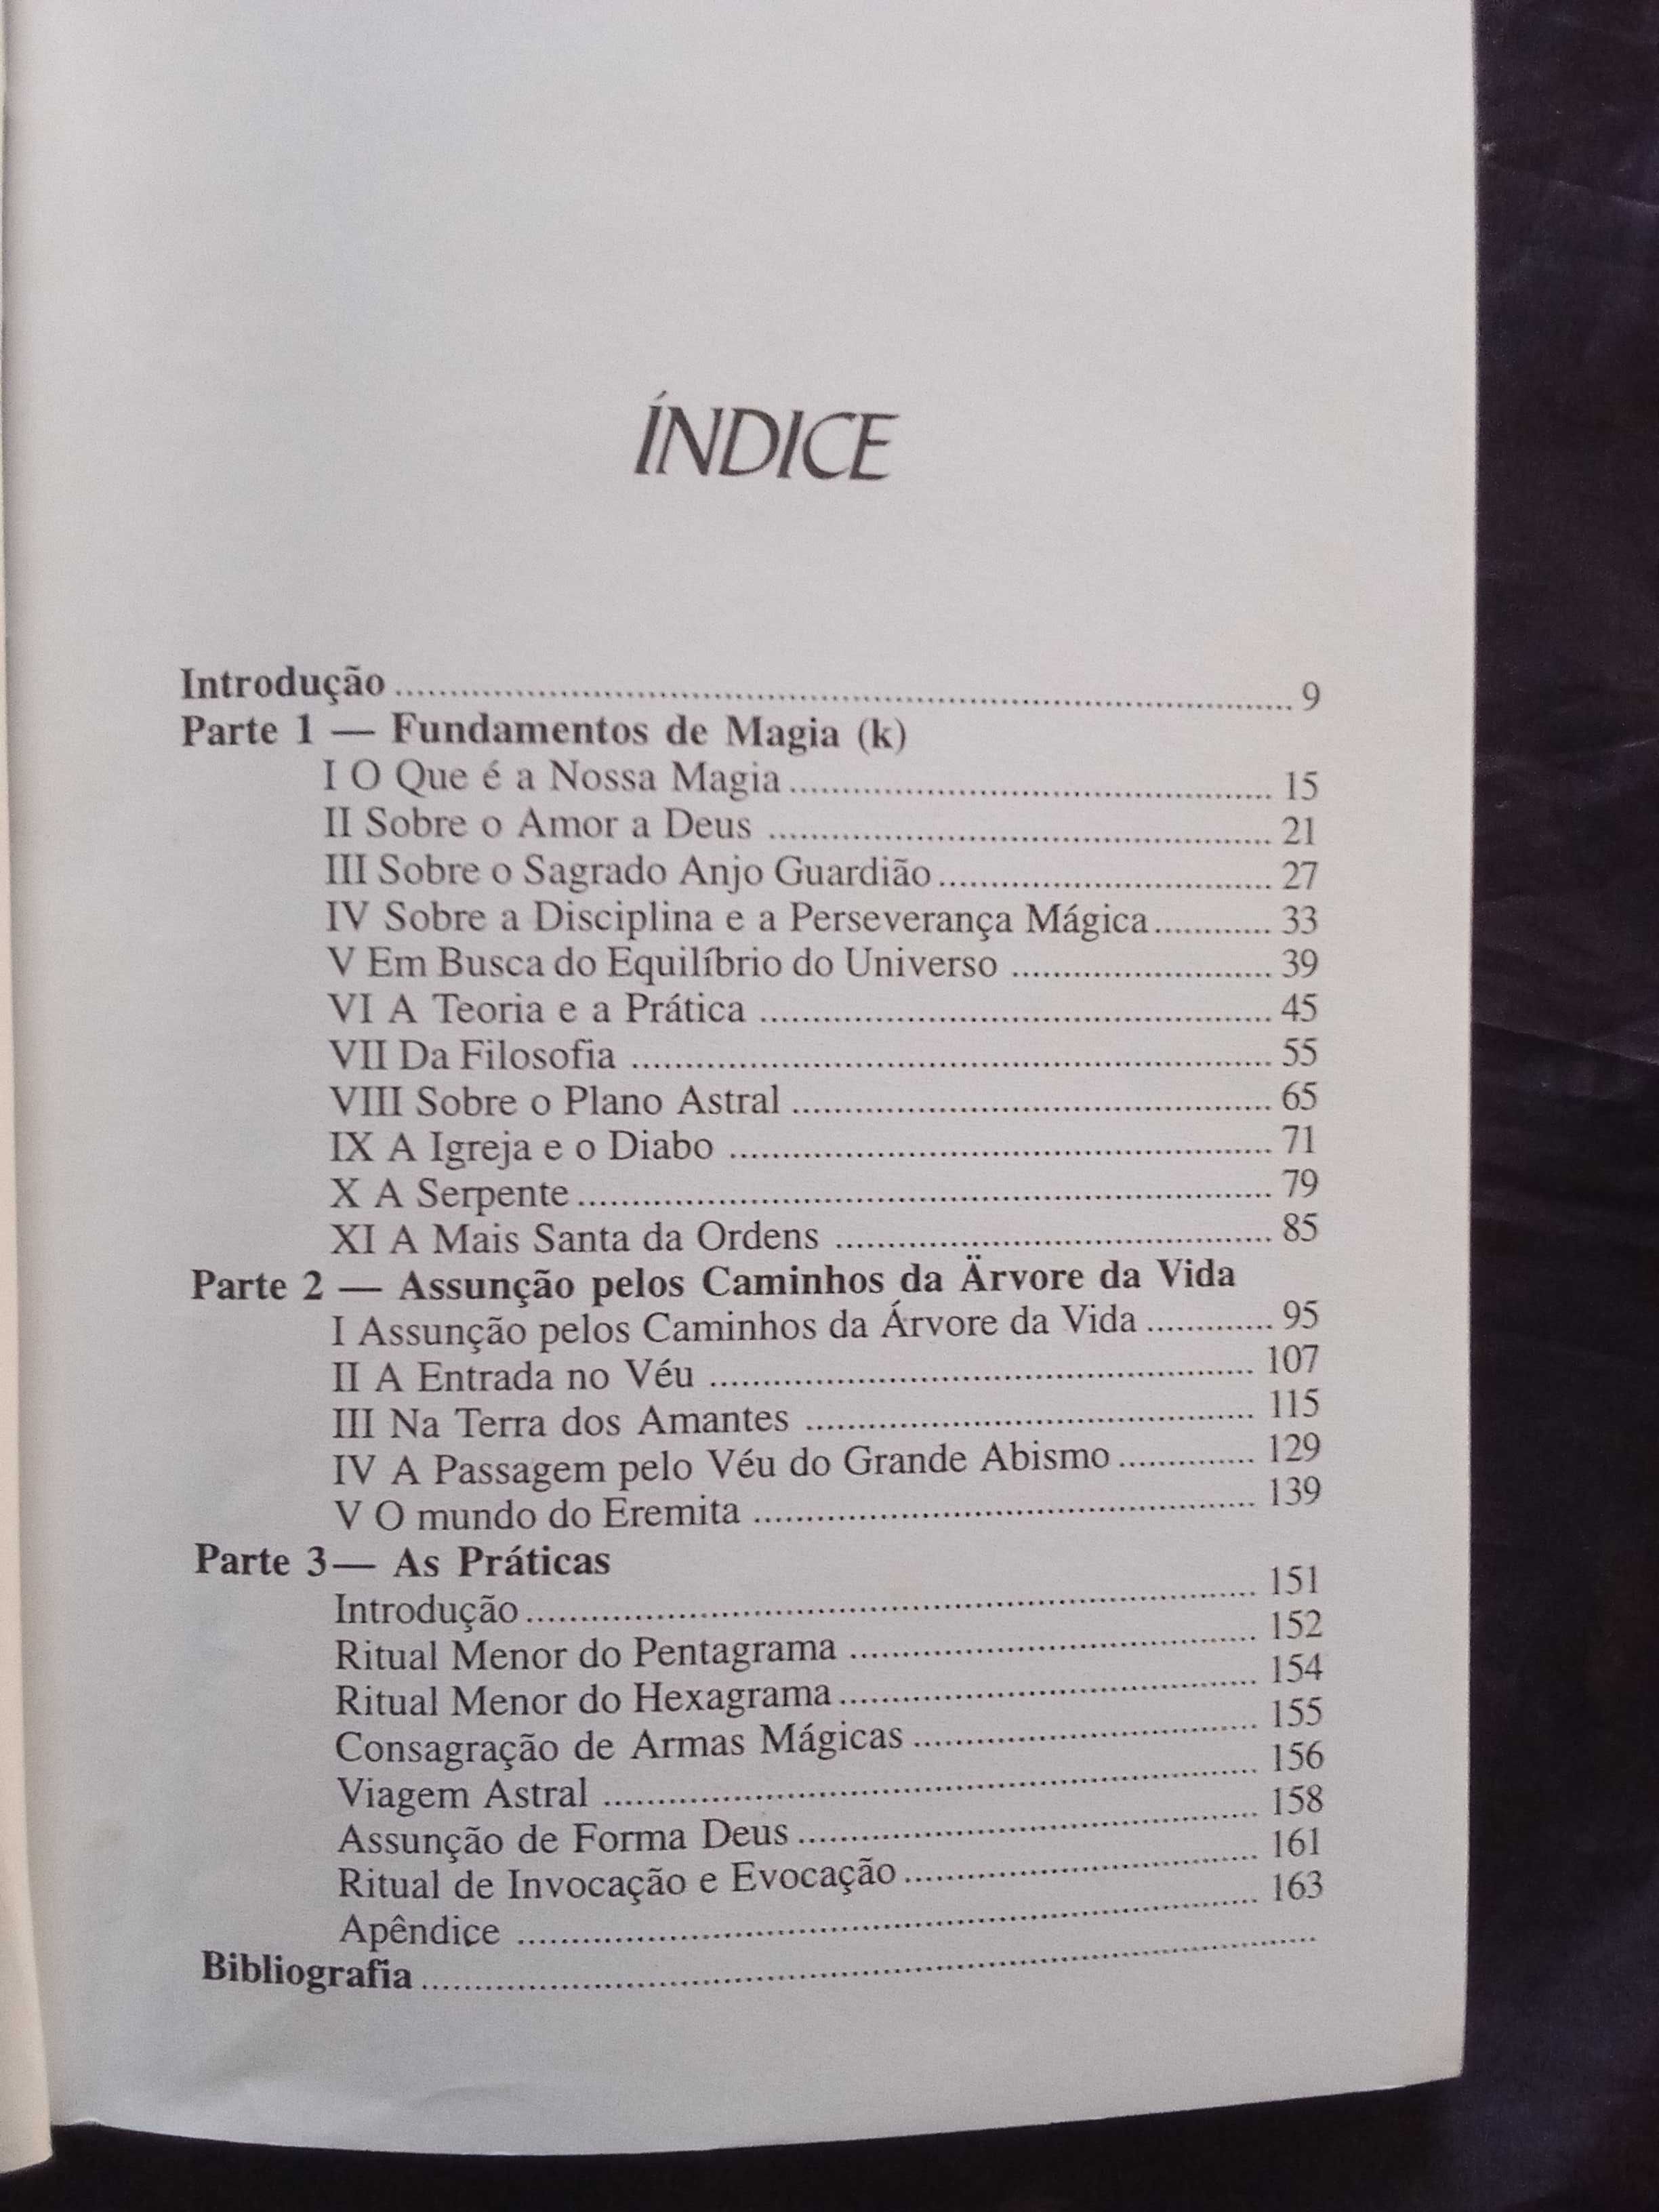 ÍNDICE
Introdução ........ 9
Parte 1 — Fundamentos de Magia (k)
I O Que é a Nossa Magia ........ 15
II Sobre o Amor a Deus ........ 21
III Sobre o Sagrado Anjo Guardião ........ 27
IV Sobre a Disciplina e a Perseverança Mágica ........ 33
V Em Busca do Equilíbrio do Universo ........ 39
VI A Teoria e a Prática ........ 45
VII Da Filosofia ........ 55
VIII Sobre o Plano Astral ........ 65
IX A Igreja e o Diabo ........ 71
X A Serpente ........ 79
XI A Mais Santa da Ordens ........ 85
Parte 2 — Assunção pelos Caminhos da Ärvore da Vida
I Assunção pelos Caminhos da Árvore da Vida ........ 95
II A Entrada no Véu ........ 107
III Na Terra dos Amantes ........ 115
IV A Passagem pelo Véu do Grande Abismo ........ 129
V O mundo do Eremita ........ 139
Parte 3— As Práticas
Introdução ........ 151
Ritual Menor do Pentagrama ........ 152
Ritual Menor do Hexagrama ........ 154
Consagração de Armas Mágicas ........ 155
Viagem Astral ........ 156
Assunção de Forma Deus ........ 158
Ritual de Invocação e Evocação ........ 161
Apêndice ........ 163
Bibliografia ........